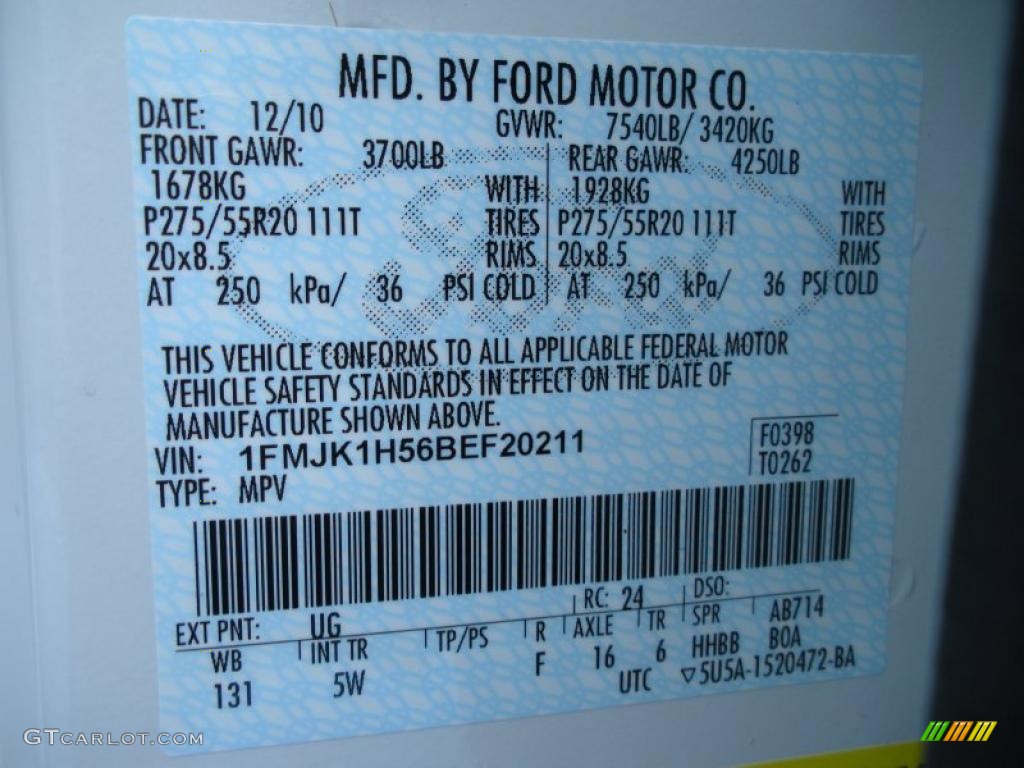 MFD. BY FORD MOTOR CO.
DATE: 12/10 GVWR: 7540LB/ 3420KG
FRONT GAWR: 3700LB REAR GAWR: 4250LB
1678KG WITH 1928KG WITH
P275/55R20 111T TIRES P275/55R20 111T TIRES
20x8.5 RIMS 20x8.5 RIMS
AT 250 kPa/ 36 PSI COLD AT 250 kPa/ 36 PSI COLD
THIS VEHICLE CONFORMS TO ALL APPLICABLE FEDERAL MOTOR
VEHICLE SAFETY STANDARDS IN EFFECT ON THE DATE OF
MANUFACTURE SHOWN ABOVE.
VIN: 1FMJK1H56BEF20211 F0398
TYPE: MPV T0262
EXT PNT: UG RC: 24 DSO:
WB INT TR TP/PS R AXLE TR SPR AB714
131 5W F 16 6 HHBB BOA
UTC ▽5U5A-1520472-BA
GTCARLOT.COM